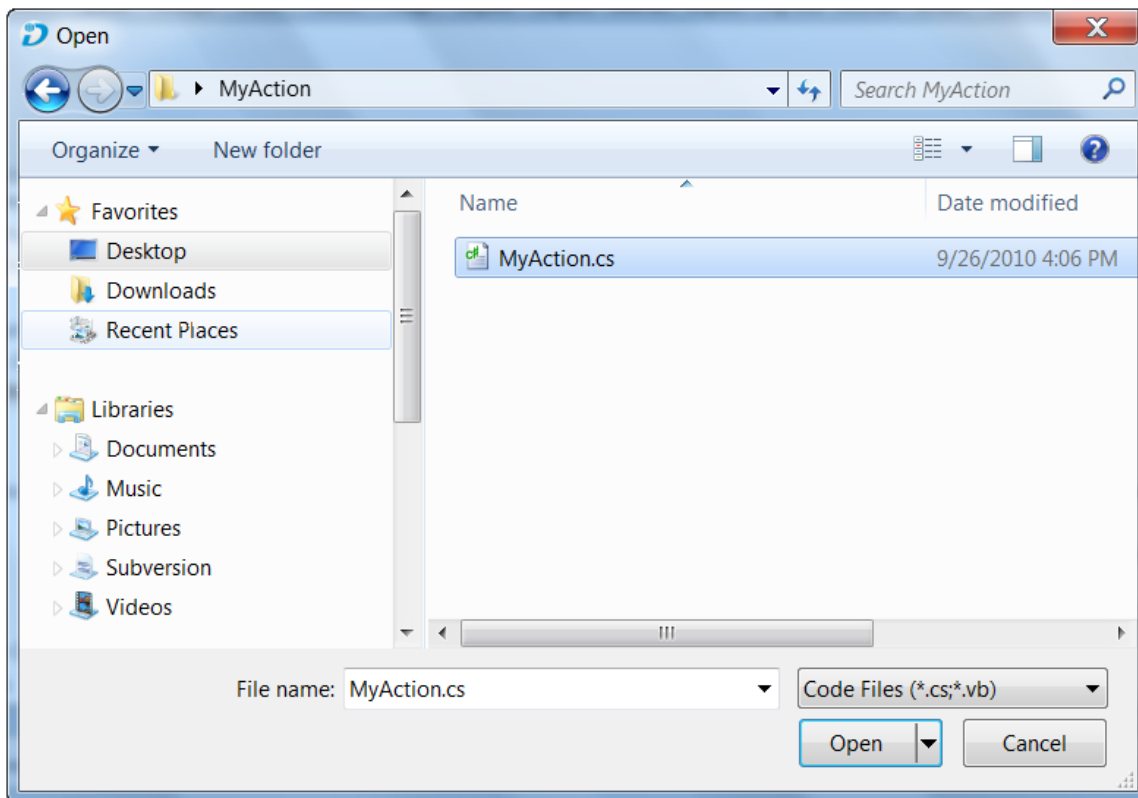 Open
MyAction
Search MyAction
Organize
New folder
Name
Date modified
Favorites
Desktop
Downloads
Recent Places
MyAction.cs
9/26/2010 4:06 PM
Libraries
Documents
Music
Pictures
Subversion
Videos
File name: MyAction.cs
Code Files (*.cs;*.vb)
Open
Cancel